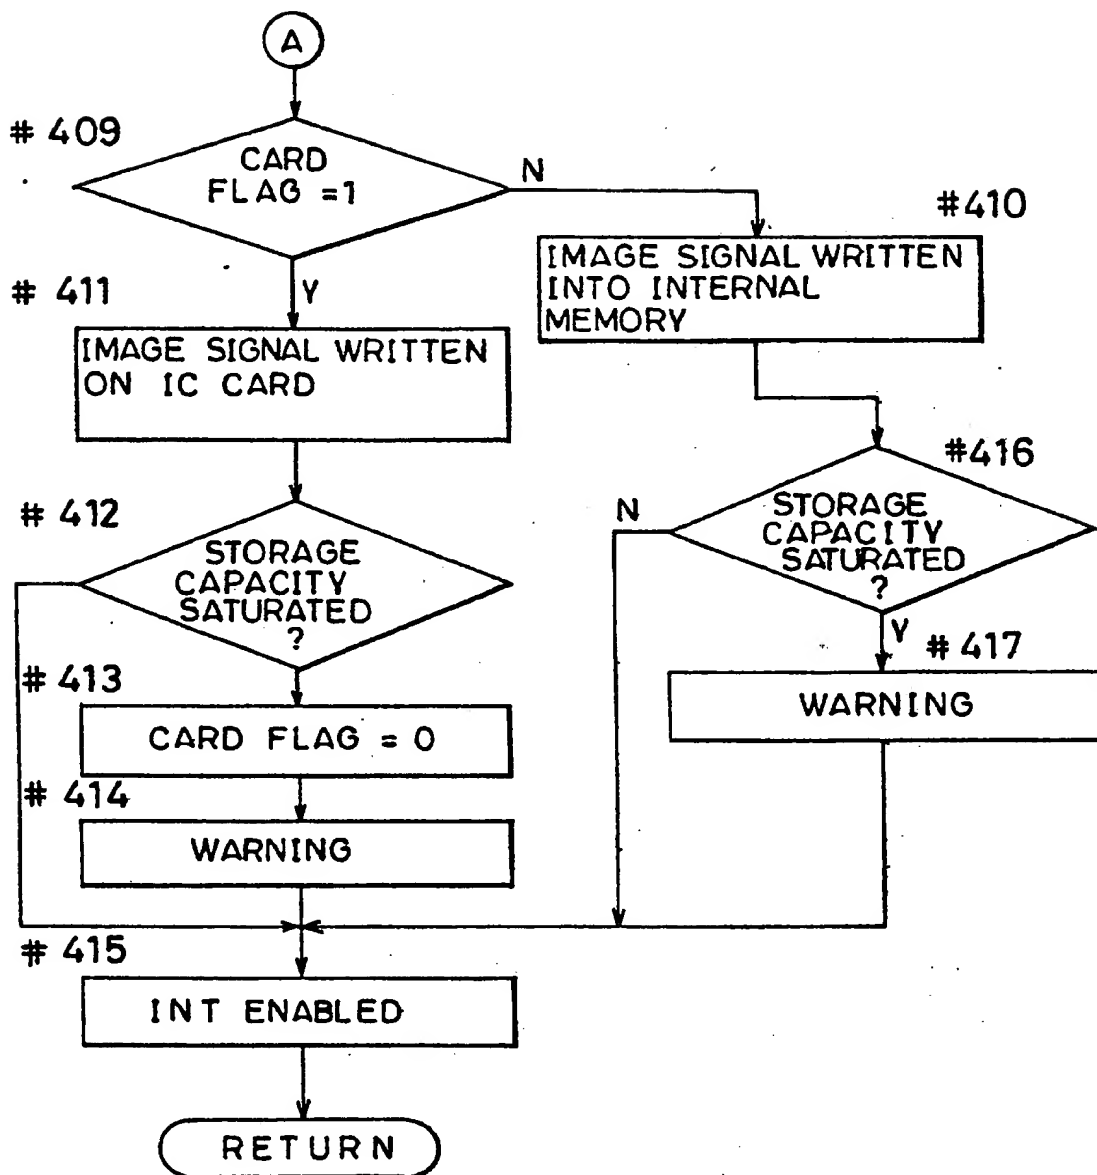 A
# 409
CARD
FLAG =1
N
#410
IMAGE SIGNAL WRITTEN
INTO INTERNAL
MEMORY
# 411
Y
IMAGE SIGNAL WRITTEN
ON IC CARD
#416
N
STORAGE
CAPACITY
SATURATED
?
Y
# 412
STORAGE
CAPACITY
SATURATED
?
#417
WARNING
# 413
CARD FLAG = 0
# 414
WARNING
# 415
INT ENABLED
RETURN